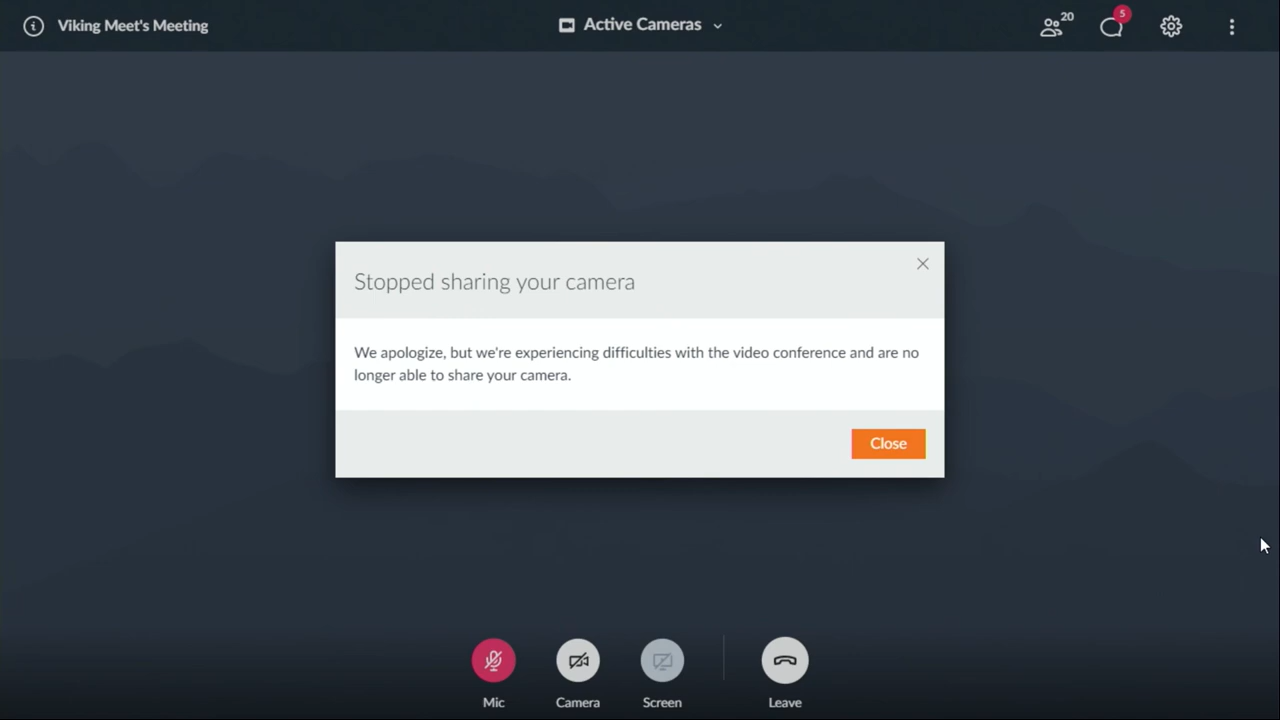 Viking Meet's Meeting
Active Cameras
20
5
Stopped sharing your camera
We apologize, but we're experiencing difficulties with the video conference and are no
longer able to share your camera.
Close
Mic
Camera
Screen
Leave